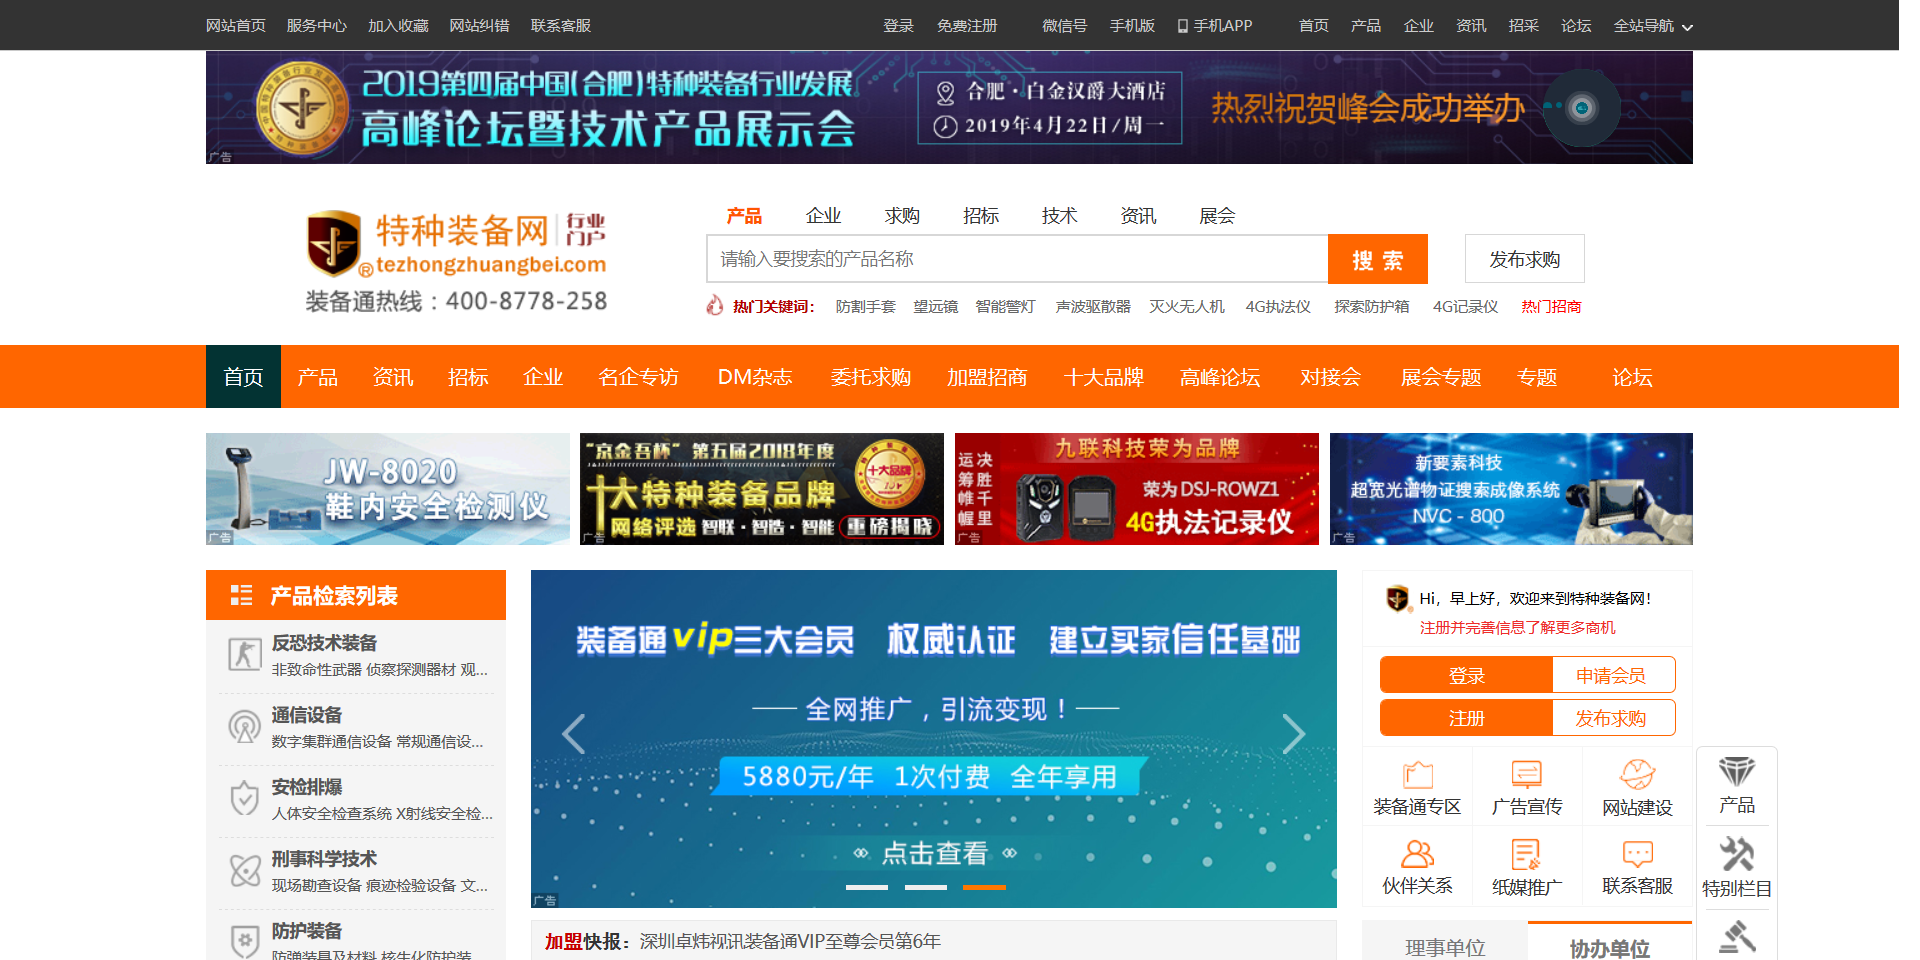 网站首页 服务中心 加入收藏 网站纠错 联系客服 登录 免费注册 微信号 手机版 手机APP 首页 产品 企业 资讯 招采 论坛 全站导航
2019第四届中国(合肥)特种装备行业发展
高峰论坛暨技术产品展示会
合肥·白金汉爵大酒店
2019年4月22日/周一
热烈祝贺峰会成功举办
广告
特种装备网 行业门户
®tezhongzhuangbei.com
装备通热线：400-8778-258
产品 企业 求购 招标 技术 资讯 展会
请输入要搜索的产品名称
搜 索
发布求购
热门关键词： 防割手套 望远镜 智能警灯 声波驱散器 灭火无人机 4G执法仪 探索防护箱 4G记录仪 热门招商
首页 产品 资讯 招标 企业 名企专访 DM杂志 委托求购 加盟招商 十大品牌 高峰论坛 对接会 展会专题 专题 论坛
JW-8020
鞋内安全检测仪
广告
“京金吾杯” 第五届2018年度
十大特种装备品牌
网络评选 智联·智造·智能 重磅揭晓
十大品牌
广告
九联科技荣为品牌
运筹帷幄
决胜千里
荣为DSJ-ROWZ1
4G执法记录仪
广告
新要素科技
超宽光谱物证搜索成像系统
NVC - 800
广告
产品检索列表
反恐技术装备
非致命性武器 侦察探测器材 观...
通信设备
数字集群通信设备 常规通信设...
安检排爆
人体安全检查系统 X射线安全检...
刑事科学技术
现场勘查设备 痕迹检验设备 文...
防护装备
防弹装具及材料 核生化防护装
装备通vip三大会员 权威认证 建立买家信任基础
全网推广，引流变现！
5880元/年 1次付费 全年享用
点击查看
广告
加盟快报：深圳卓炜视讯装备通VIP至尊会员第6年
Hi，早上好，欢迎来到特种装备网！
注册并完善信息了解更多商机
登录 申请会员
注册 发布求购
装备通专区 广告宣传 网站建设
伙伴关系 纸媒推广 联系客服
理事单位 协办单位
产品
特别栏目